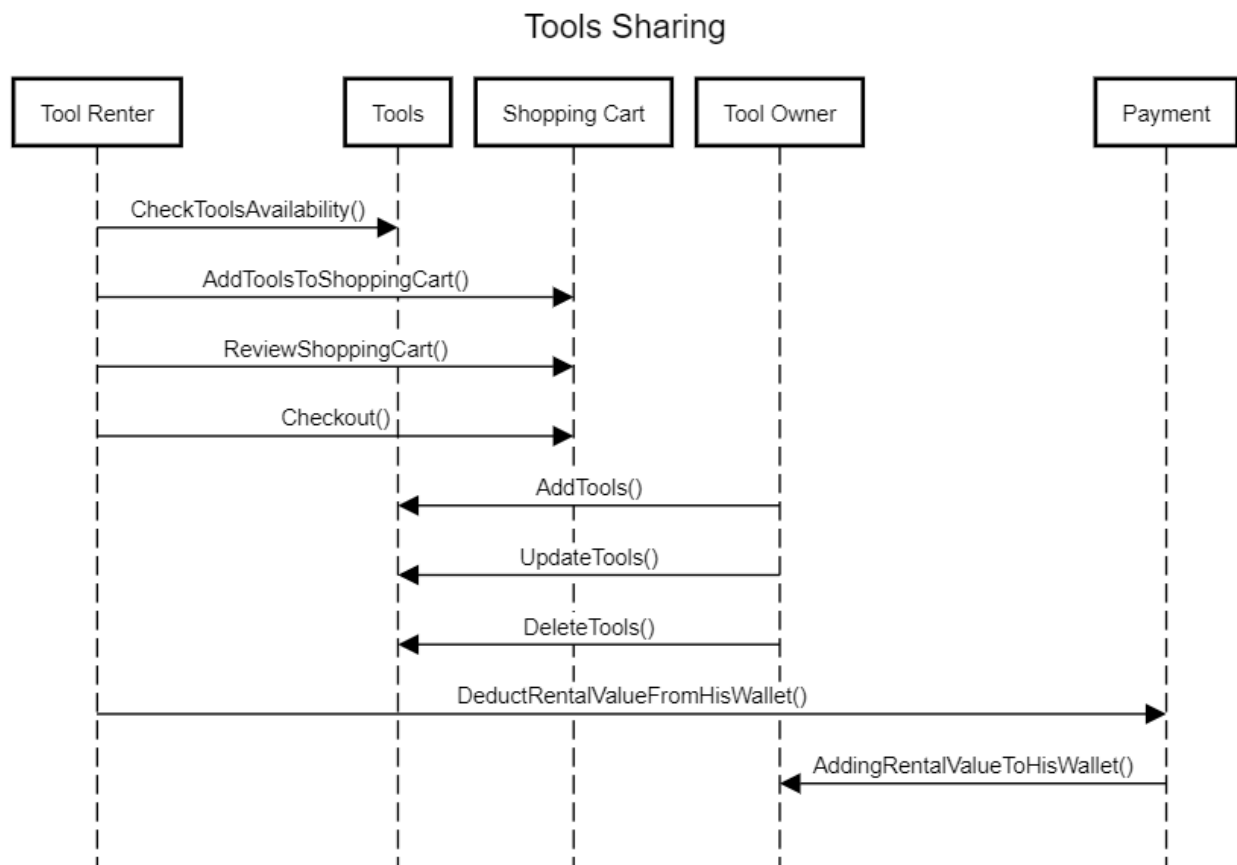 Tools Sharing
Tool Renter
Tools
Shopping Cart
Tool Owner
Payment
CheckToolsAvailability()
AddToolsToShoppingCart()
ReviewShoppingCart()
Checkout()
AddTools()
UpdateTools()
DeleteTools()
DeductRentalValueFromHisWallet()
AddingRentalValueToHisWallet()